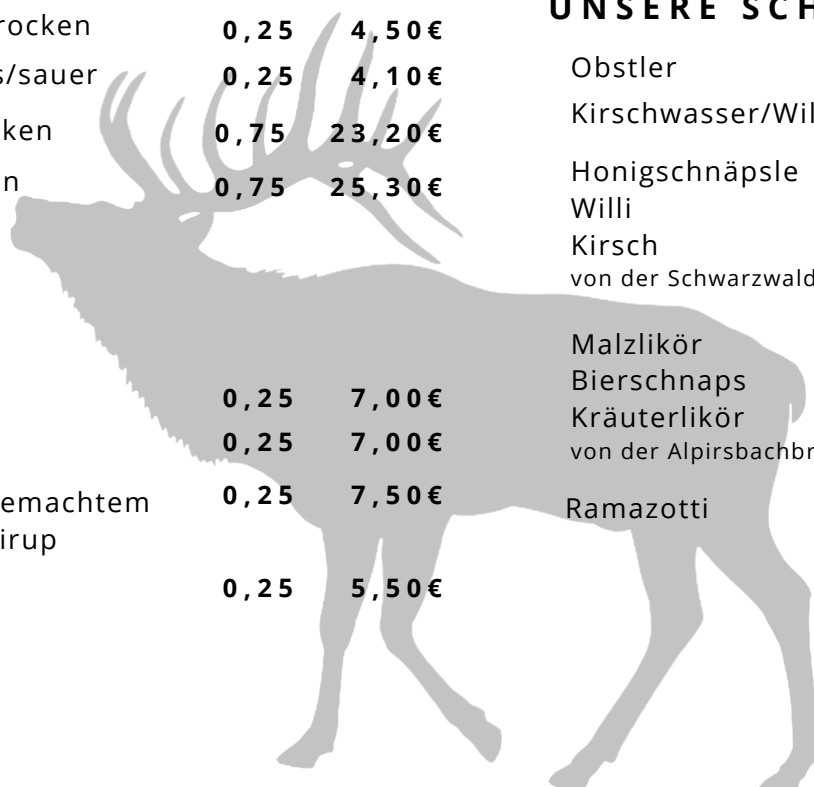 rocken 0,25 4,50€
s/sauer 0,25 4,10€
ken 0,75 23,20€
n 0,75 25,30€
0,25 7,00€
0,25 7,00€
emachtem 0,25 7,50€
irup
0,25 5,50€
UNSERE SCH
Obstler
Kirschwasser/Wil
Honigschnäpsle
Willi
Kirsch
von der Schwarzwald
Malzlikör
Bierschnaps
Kräuterlikör
von der Alpirsbachbr
Ramazotti